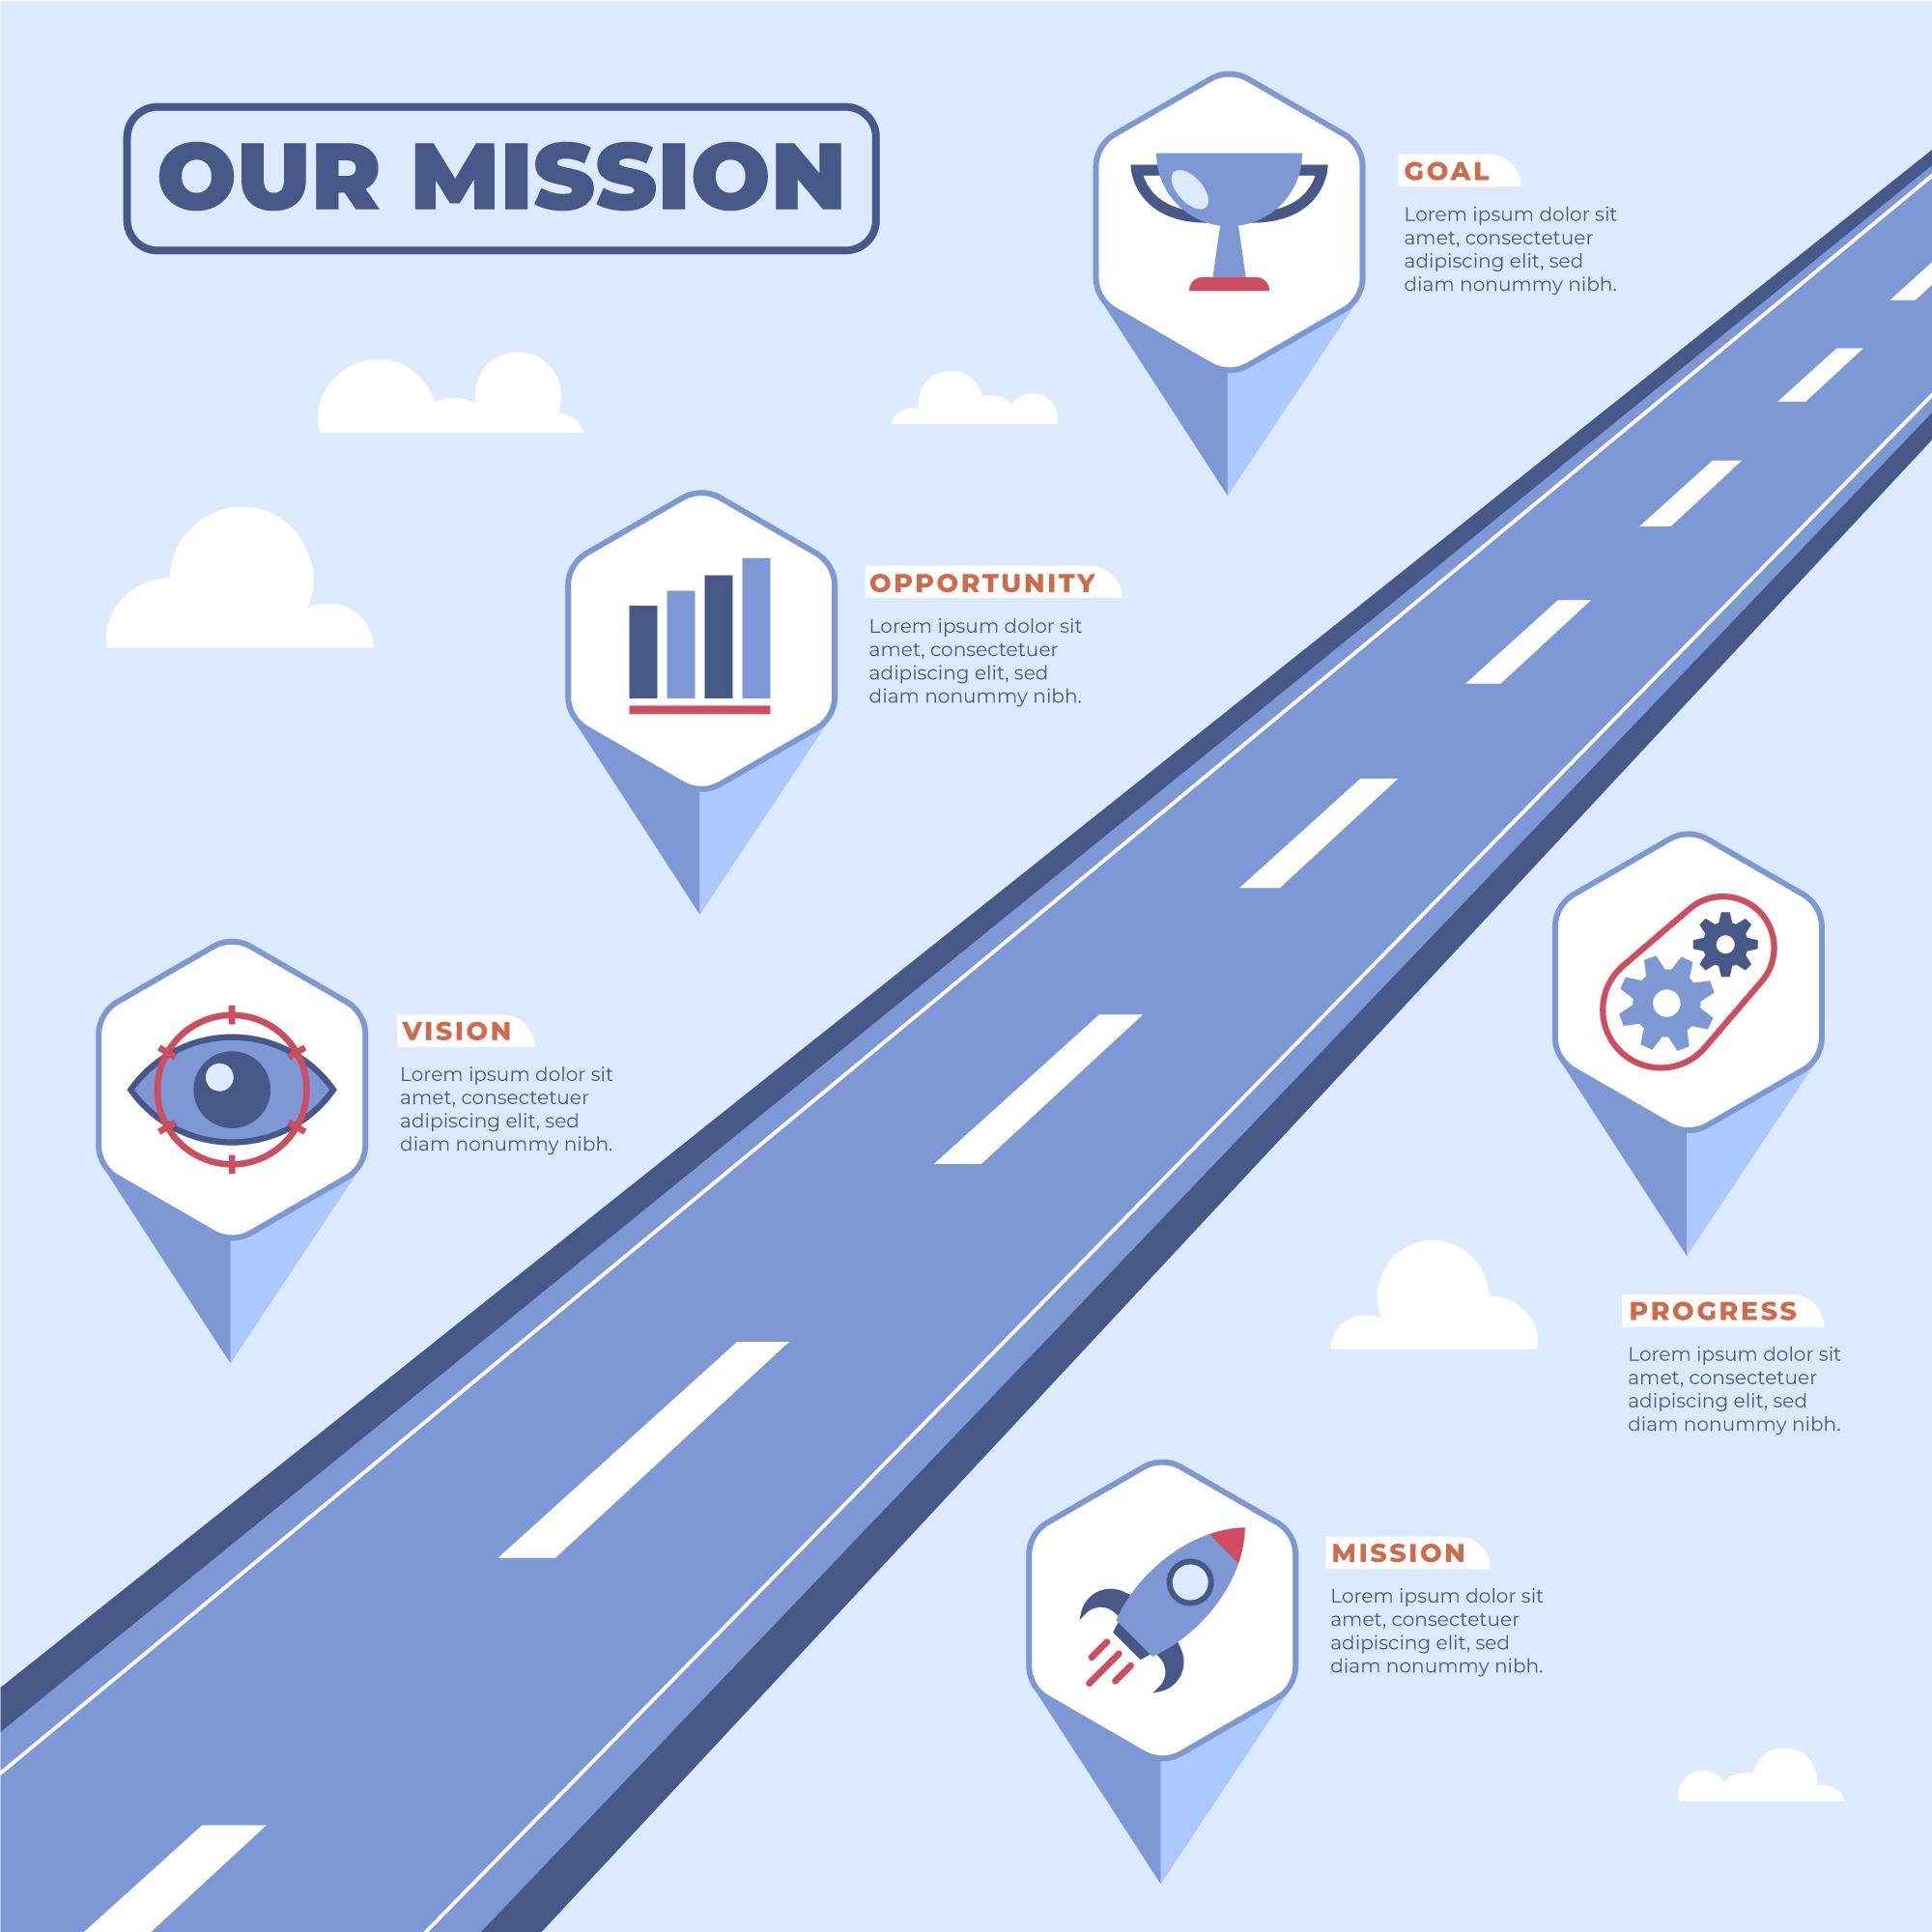 OUR MISSION
GOAL
Lorem ipsum dolor sit
amet, consectetuer
adipiscing elit, sed
diam nonummy nibh.
OPPORTUNITY
Lorem ipsum dolor sit
amet, consectetuer
adipiscing elit, sed
diam nonummy nibh.
VISION
Lorem ipsum dolor sit
amet, consectetuer
adipiscing elit, sed
diam nonummy nibh.
PROGRESS
Lorem ipsum dolor sit
amet, consectetuer
adipiscing elit, sed
diam nonummy nibh.
MISSION
Lorem ipsum dolor sit
amet, consectetuer
adipiscing elit, sed
diam nonummy nibh.